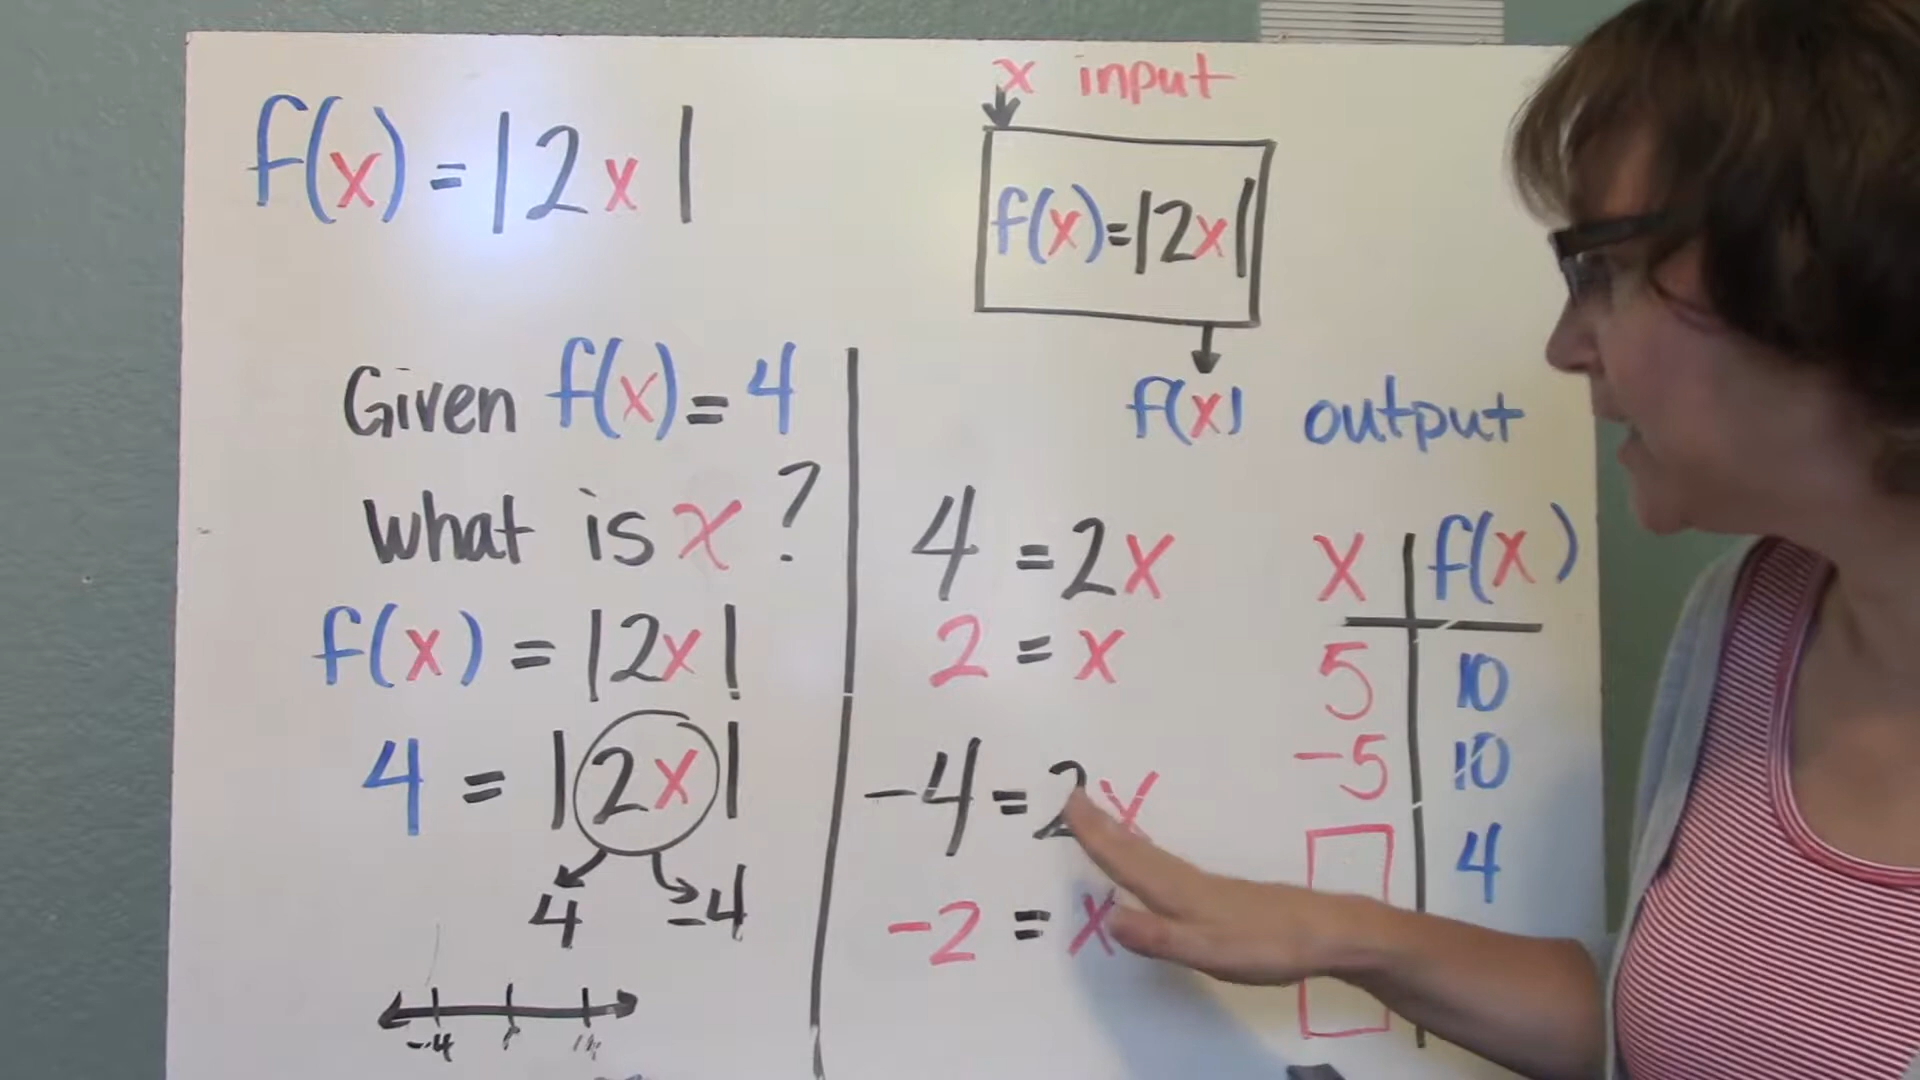 f(x) = |2x|
Given f(x) = 4
what is x?
f(x) = |2x|
4 = |2x|
4 -4
-4
x input
f(x)=|2x|
f(x) output
4 = 2x
2 = x
-4 = 2x
-2 = x
x f(x)
5 10
-5 10
4